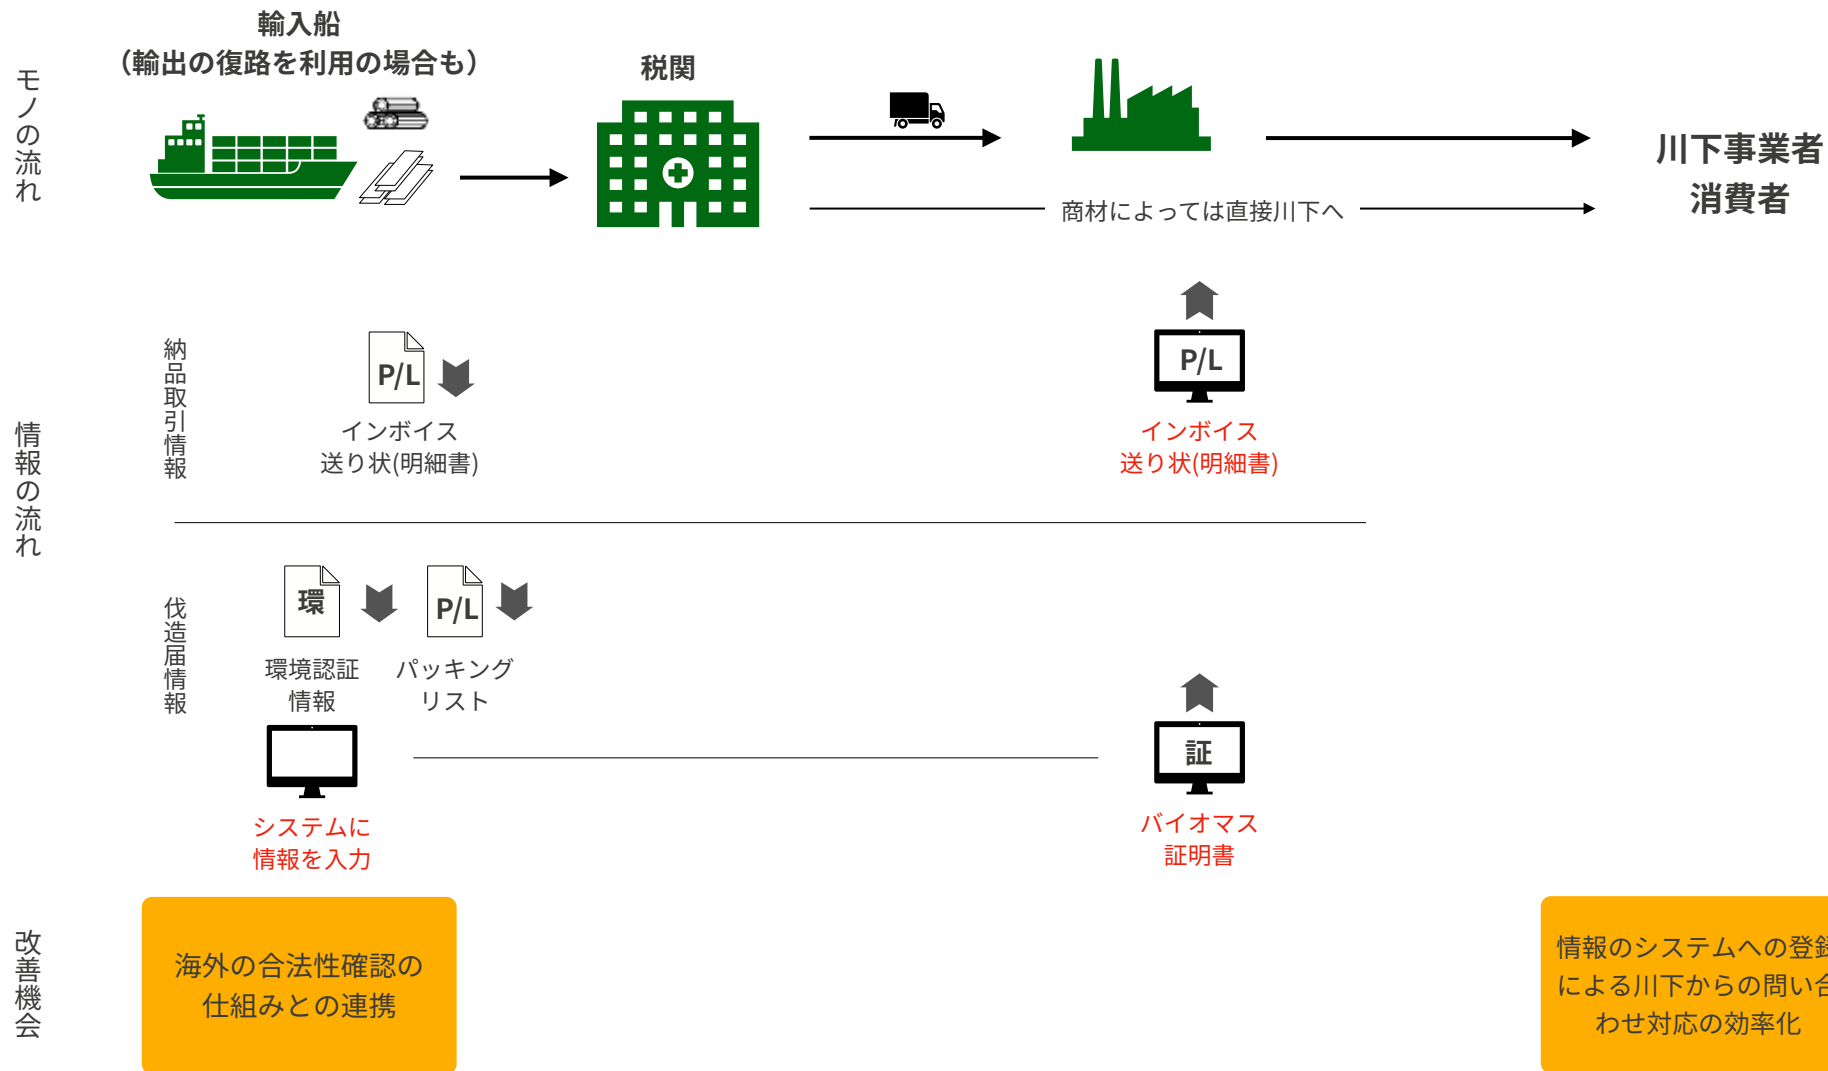 輸入船
（輸出の復路を利用の場合も）
税関
モノの流れ
川下事業者
消費者
商材によっては直接川下へ
情報の流れ
納品取引情報
P/L
インボイス
送り状(明細書)
P/L
インボイス
送り状(明細書)
伐造届情報
環
環境認証
情報
P/L
パッキング
リスト
システムに
情報を入力
証
バイオマス
証明書
改善機会
海外の合法性確認の
仕組みとの連携
情報のシステムへの登録
による川下からの問い合
わせ対応の効率化